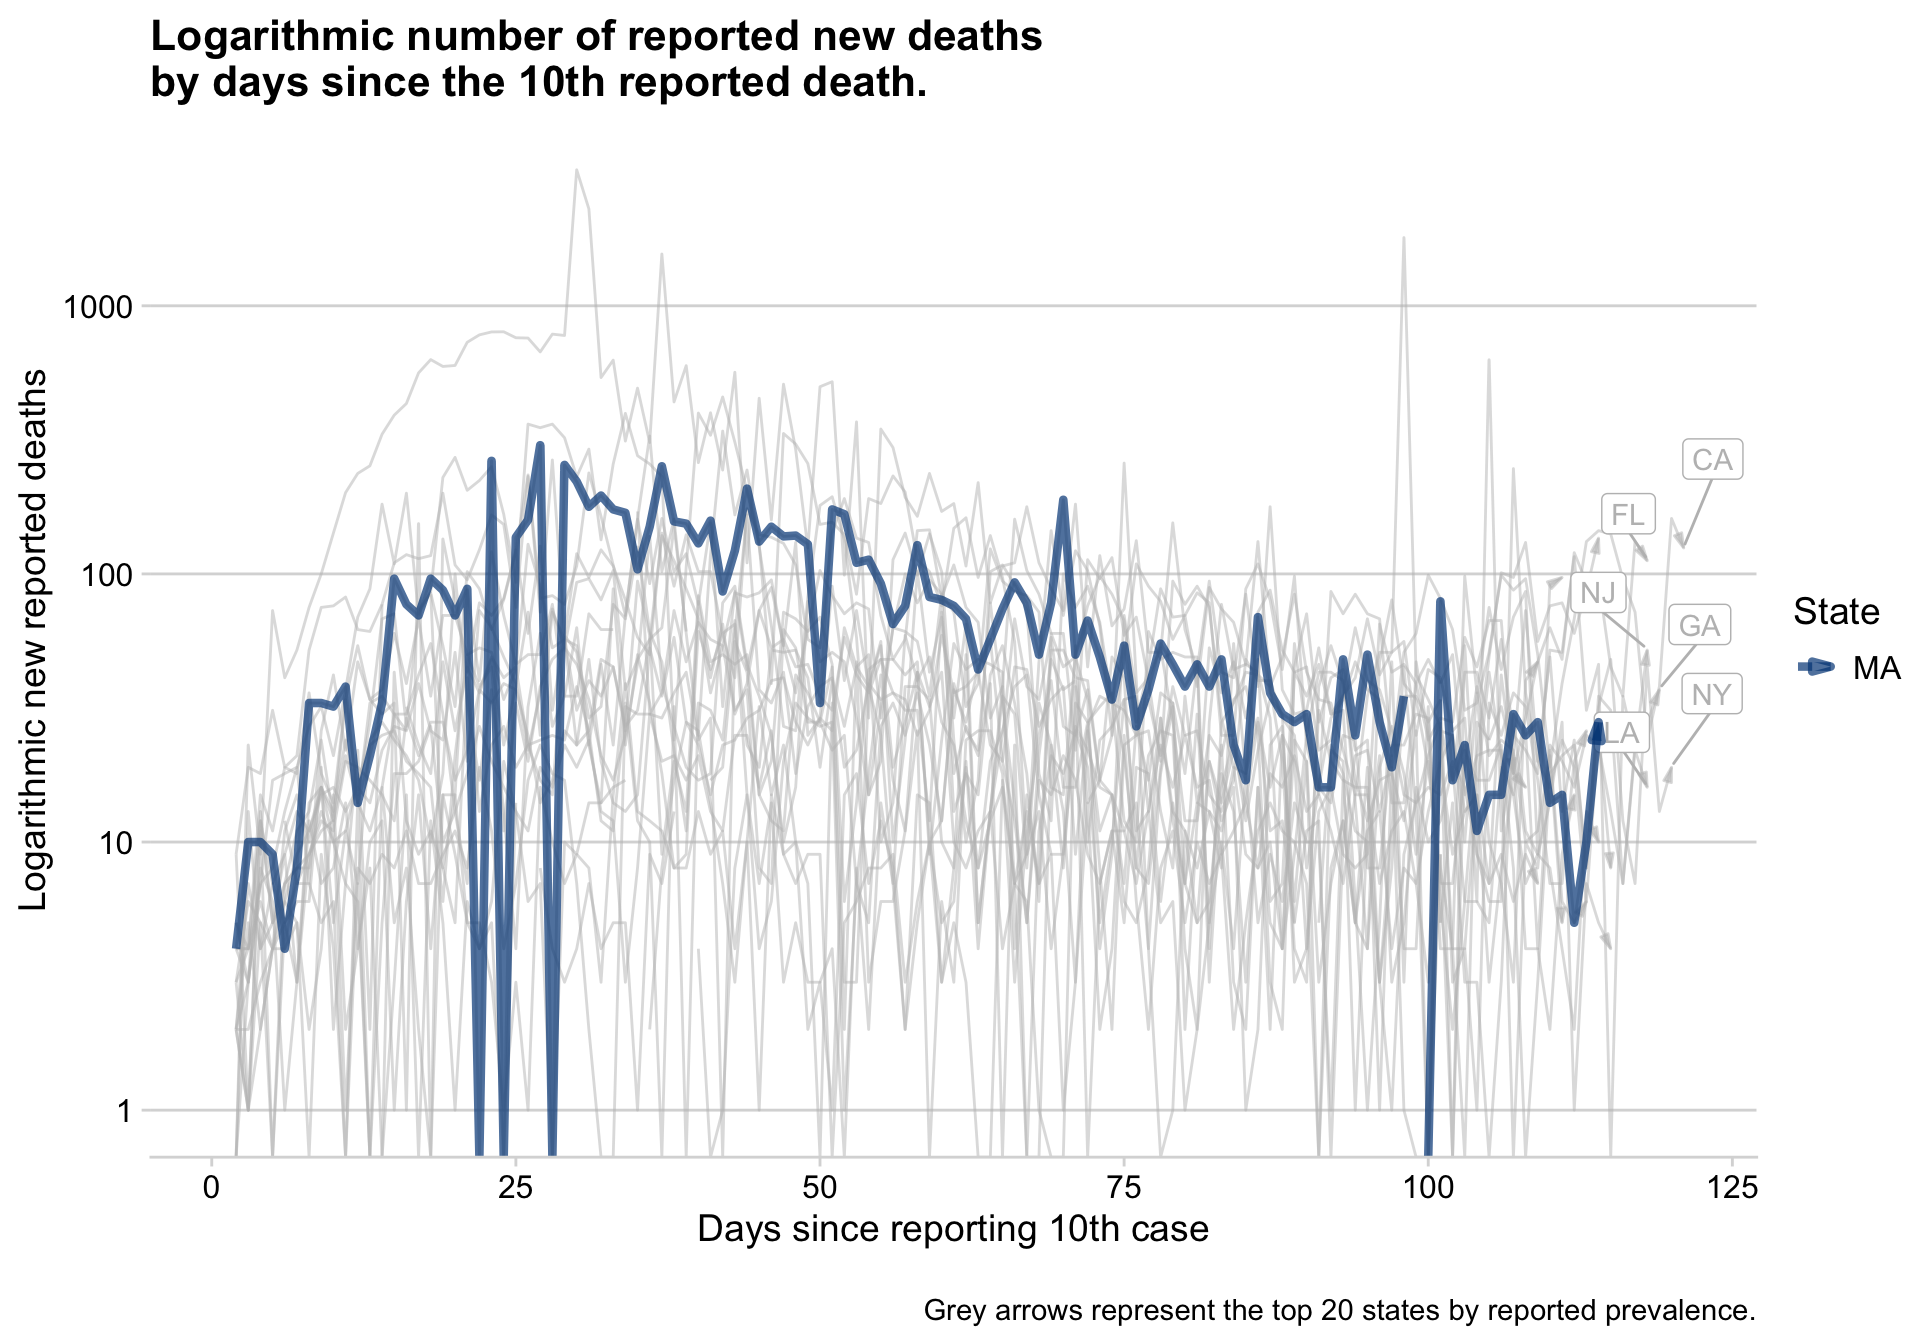 Logarithmic number of reported new deaths
by days since the 10th reported death.
Logarithmic new reported deaths
1000
100
10
1
CA
FL
NJ
GA
NY
LA
State
MA
0 25 50 75 100 125
Days since reporting 10th case
Grey arrows represent the top 20 states by reported prevalence.